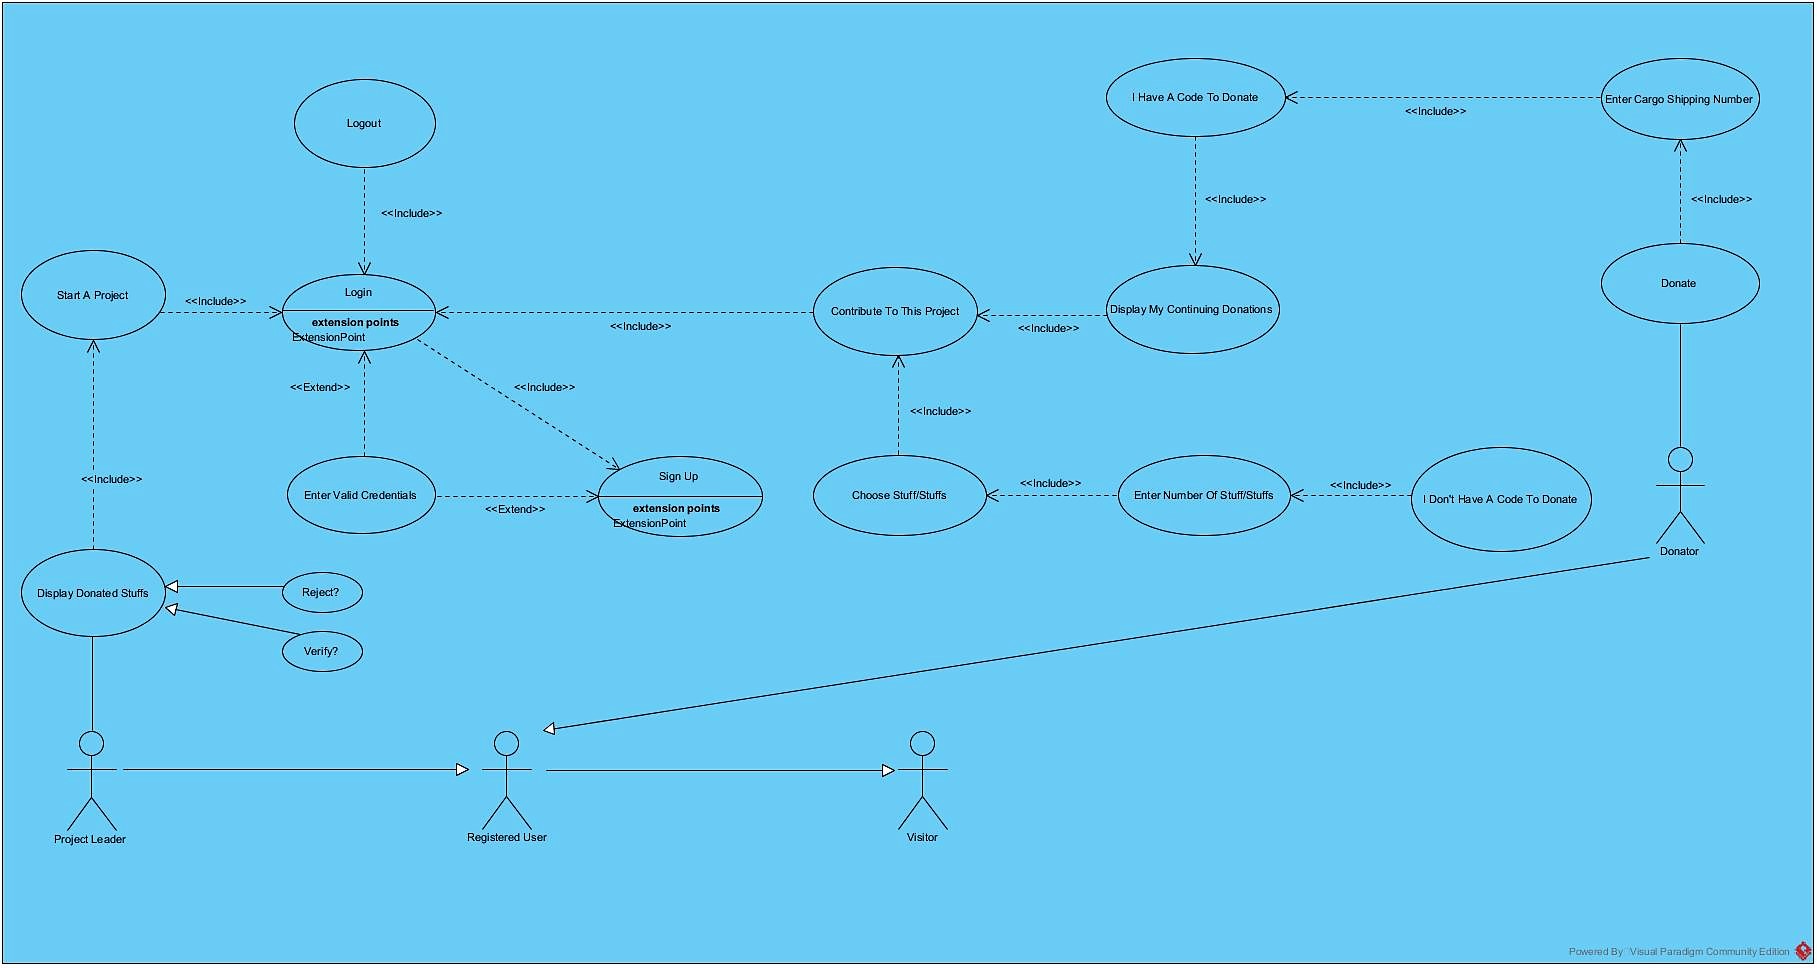 I Have A Code To Donate
Enter Cargo Shipping Number
<<Include>>
Logout
<<Include>>
<<Include>>
<<Include>>
Start A Project
<<Include>>
Login
extension points
ExtensionPoint
<<Include>>
Contribute To This Project
<<Include>>
Display My Continuing Donations
Donate
<<Extend>>
<<Include>>
<<Include>>
<<Include>>
Enter Valid Credentials
<<Extend>>
Sign Up
extension points
ExtensionPoint
Choose Stuff/Stuffs
<<Include>>
Enter Number Of Stuff/Stuffs
<<Include>>
I Don't Have A Code To Donate
Donator
Display Donated Stuffs
Reject?
Verify?
Project Leader
Registered User
Visitor
Powered By Visual Paradigm Community Edition